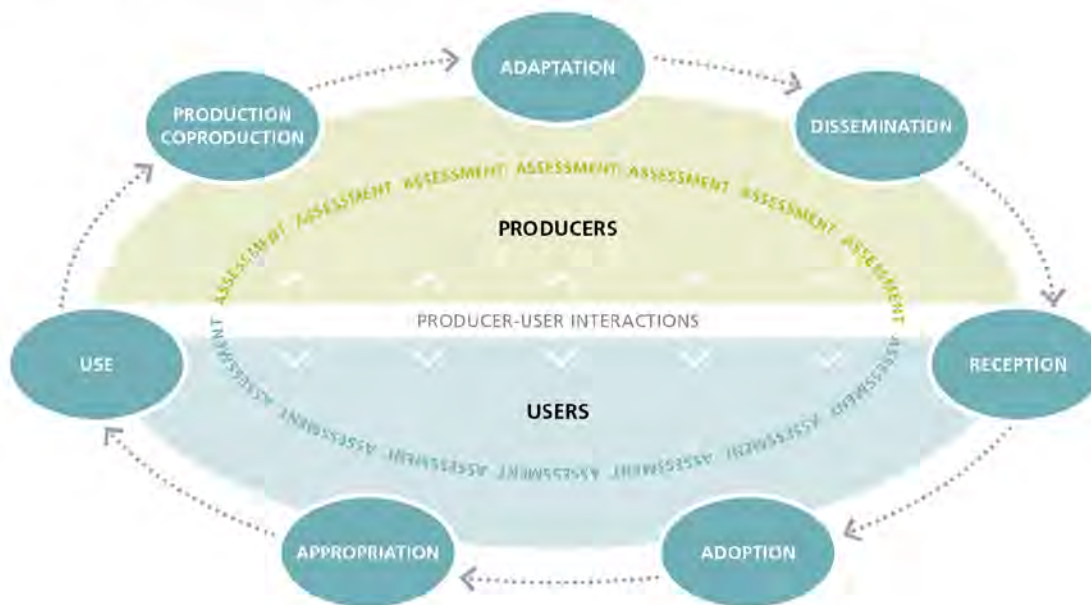 ADAPTATION
PRODUCTION
COPRODUCTION
DISSEMINATION
ASSESSMENT ASSESSMENT ASSESSMENT ASSESSMENT ASSESSMENT ASSESSMENT ASSESSMENT
PRODUCERS
PRODUCER-USER INTERACTIONS
USE
RECEPTION
USERS
ASSESSMENT ASSESSMENT ASSESSMENT ASSESSMENT ASSESSMENT ASSESSMENT ASSESSMENT
APPROPRIATION
ADOPTION